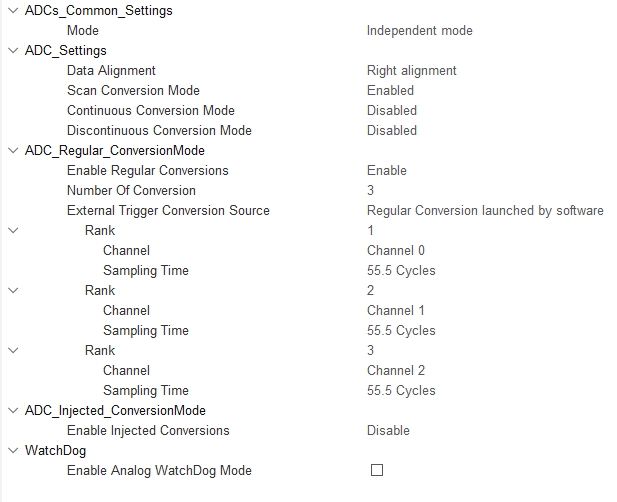 ADCs_Common_Settings
Mode Independent mode
ADC_Settings
Data Alignment Right alignment
Scan Conversion Mode Enabled
Continuous Conversion Mode Disabled
Discontinuous Conversion Mode Disabled
ADC_Regular_ConversionMode
Enable Regular Conversions Enable
Number Of Conversion 3
External Trigger Conversion Source Regular Conversion launched by software
Rank 1
Channel Channel 0
Sampling Time 55.5 Cycles
Rank 2
Channel Channel 1
Sampling Time 55.5 Cycles
Rank 3
Channel Channel 2
Sampling Time 55.5 Cycles
ADC_Injected_ConversionMode
Enable Injected Conversions Disable
WatchDog
Enable Analog WatchDog Mode